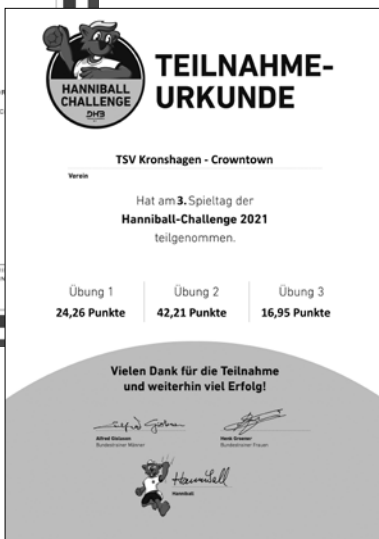 HANNIBALL
CHALLENGE
DHB
TEILNAHME-
URKUNDE
TSV Kronshagen - Crowntown
Verein
Hat am 3. Spieltag der
Hanniball-Challenge 2021
teilgenommen.
Übung 1
24,26 Punkte
Übung 2
42,21 Punkte
Übung 3
16,95 Punkte
Vielen Dank für die Teilnahme
und weiterhin viel Erfolg!
Alfred Gislason
Bundestrainer Männer
Henk Groener
Bundestrainer Frauen
Hanniball
Hanniball